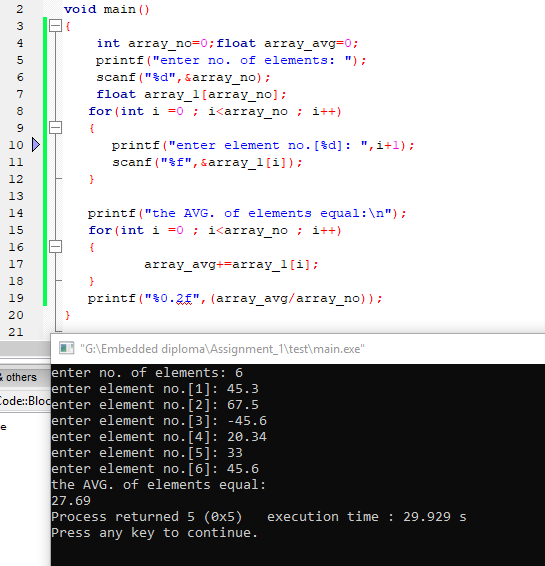 2 void main()
3 {
4 int array_no=0;float array_avg=0;
5 printf("enter no. of elements: ");
6 scanf("%d",&array_no);
7 float array_1[array_no];
8 for(int i =0 ; i<array_no ; i++)
9 {
10 printf("enter element no.[%d]: ",i+1);
11 scanf("%f",&array_1[i]);
12 }
13
14 printf("the AVG. of elements equal:\n");
15 for(int i =0 ; i<array_no ; i++)
16 {
17 array_avg+=array_1[i];
18 }
19 printf("%0.2f",(array_avg/array_no));
20 }
21
"G:\Embedded diploma\Assignment_1\test\main.exe"
& others
Code::Bloc
e
enter no. of elements: 6
enter element no.[1]: 45.3
enter element no.[2]: 67.5
enter element no.[3]: -45.6
enter element no.[4]: 20.34
enter element no.[5]: 33
enter element no.[6]: 45.6
the AVG. of elements equal:
27.69
Process returned 5 (0x5)   execution time : 29.929 s
Press any key to continue.